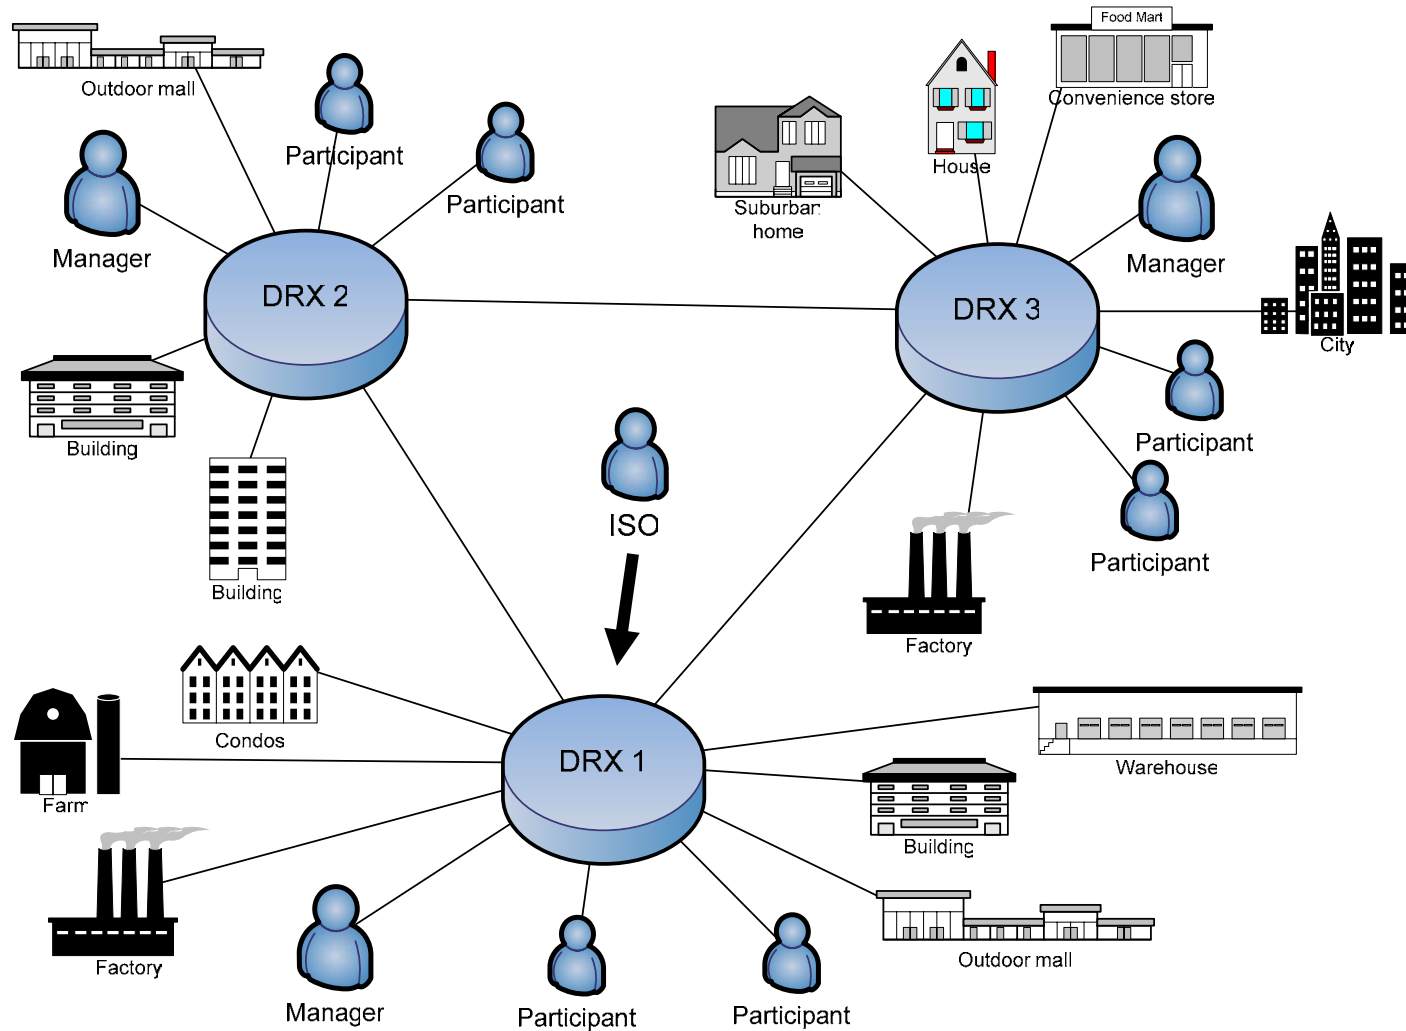 Food Mart
Outdoor mall
Convenience store
Participant
House
Participant
Suburban
home
Manager
Manager
DRX 2
DRX 3
City
Participant
Building
ISO
Participant
Building
Factory
Condos
DRX 1
Warehouse
Farm
Building
Factory
Outdoor mall
Manager
Participant
Participant